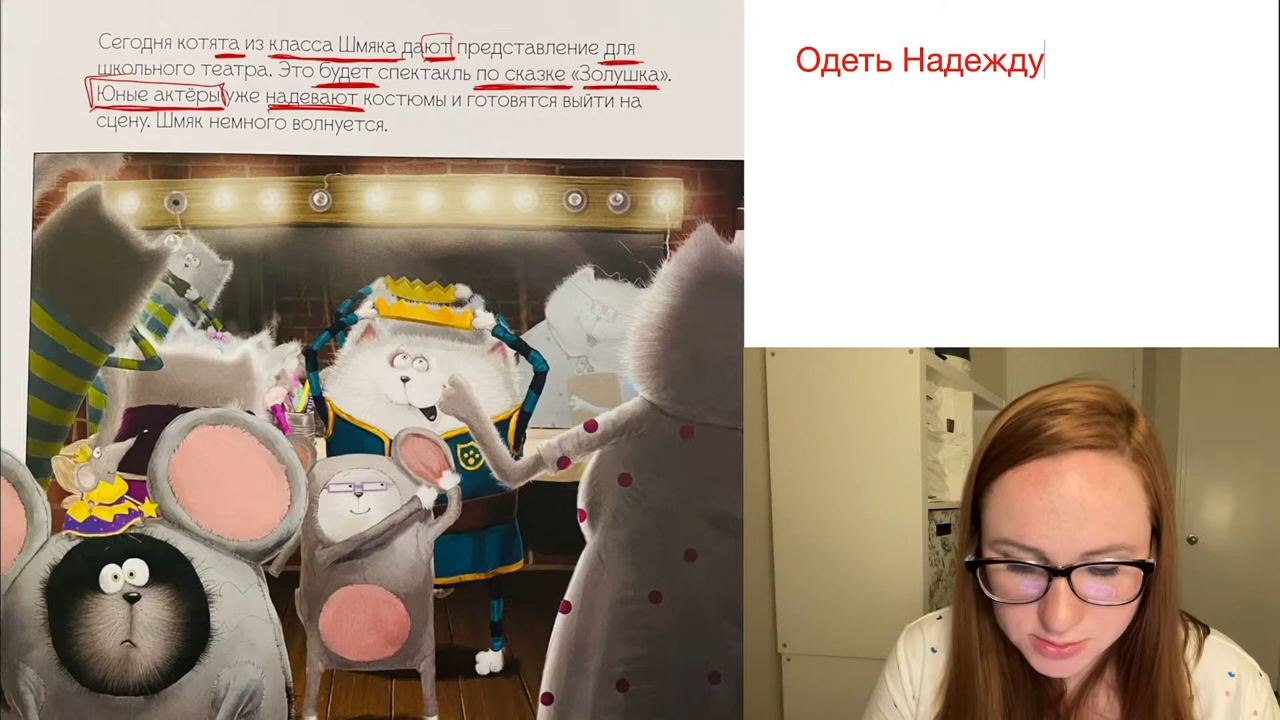 Сегодня котята из класса Шмяка дают представление для
школьного театра. Это будет спектакль по сказке «Золушка».
Юные актёры уже надевают костюмы и готовятся выйти на
сцену. Шмяк немного волнуется.
Одеть Надежду